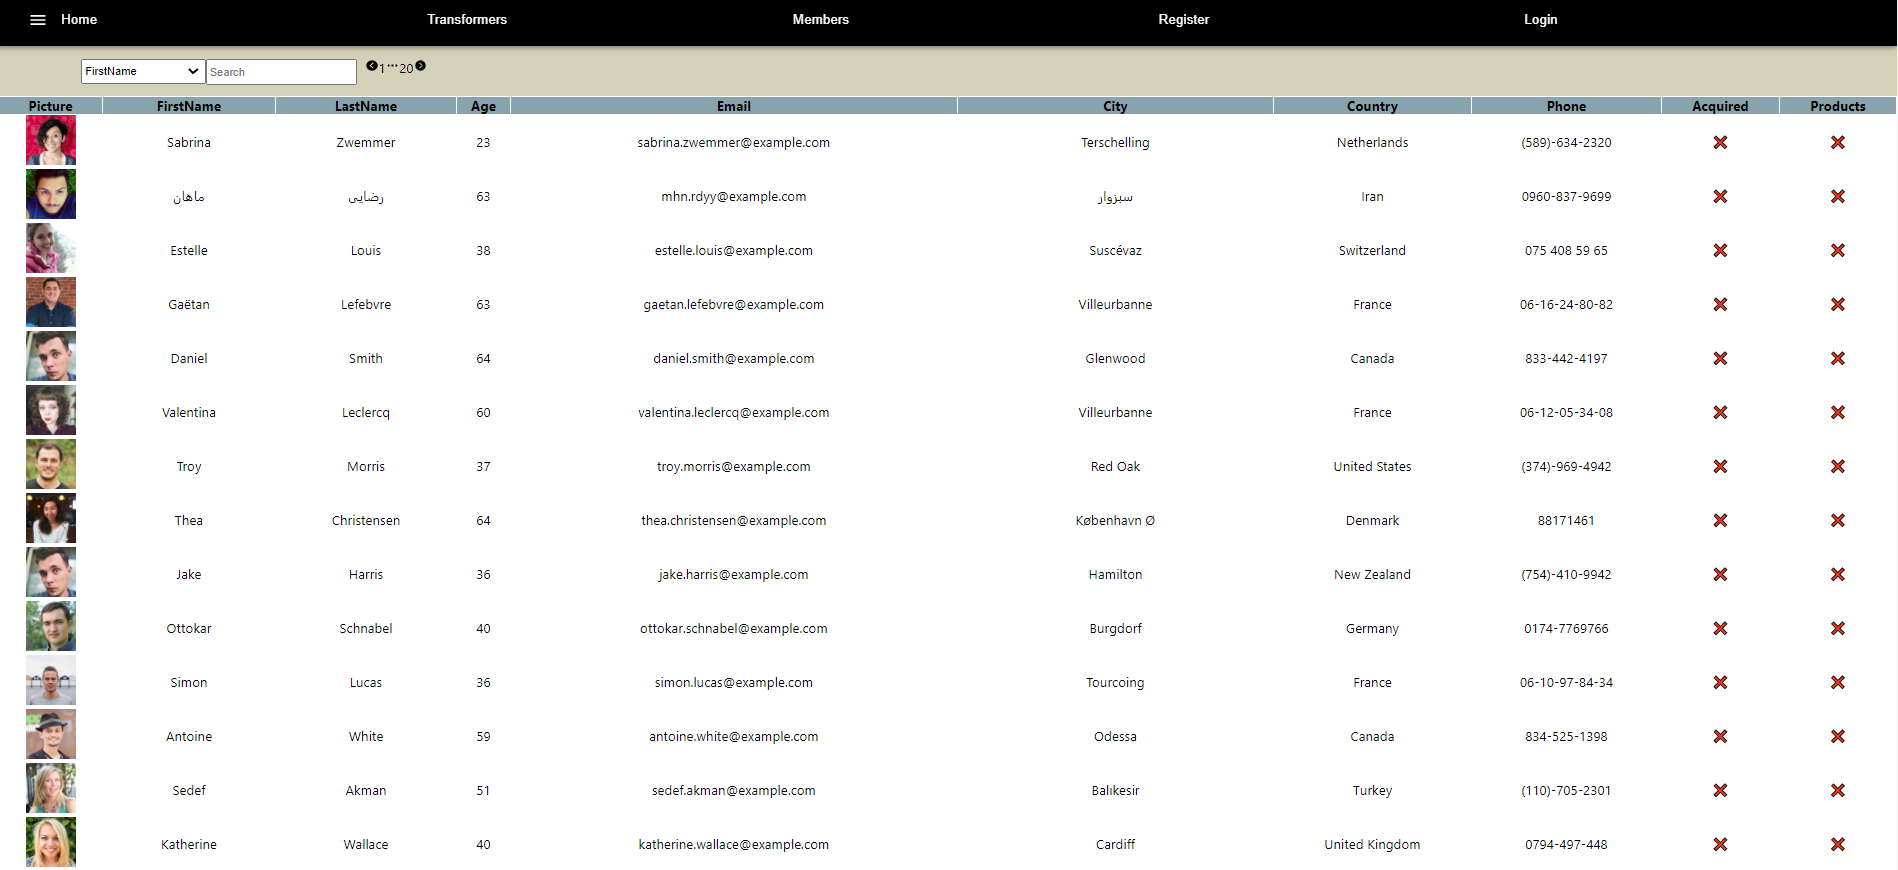 Home Transformers Members Register Login
FirstName Search 1 ··· 20
Picture FirstName LastName Age Email City Country Phone Acquired Products
Sabrina Zwemmer 23 sabrina.zwemmer@example.com Terschelling Netherlands (589)-634-2320
ماهان رضایی 63 mhn.rdyy@example.com سبزوار Iran 0960-837-9699
Estelle Louis 38 estelle.louis@example.com Suscévaz Switzerland 075 408 59 65
Gaëtan Lefebvre 63 gaetan.lefebvre@example.com Villeurbanne France 06-16-24-80-82
Daniel Smith 64 daniel.smith@example.com Glenwood Canada 833-442-4197
Valentina Leclercq 60 valentina.leclercq@example.com Villeurbanne France 06-12-05-34-08
Troy Morris 37 troy.morris@example.com Red Oak United States (374)-969-4942
Thea Christensen 64 thea.christensen@example.com København Ø Denmark 88171461
Jake Harris 36 jake.harris@example.com Hamilton New Zealand (754)-410-9942
Ottokar Schnabel 40 ottokar.schnabel@example.com Burgdorf Germany 0174-7769766
Simon Lucas 36 simon.lucas@example.com Tourcoing France 06-10-97-84-34
Antoine White 59 antoine.white@example.com Odessa Canada 834-525-1398
Sedef Akman 51 sedef.akman@example.com Balıkesir Turkey (110)-705-2301
Katherine Wallace 40 katherine.wallace@example.com Cardiff United Kingdom 0794-497-448